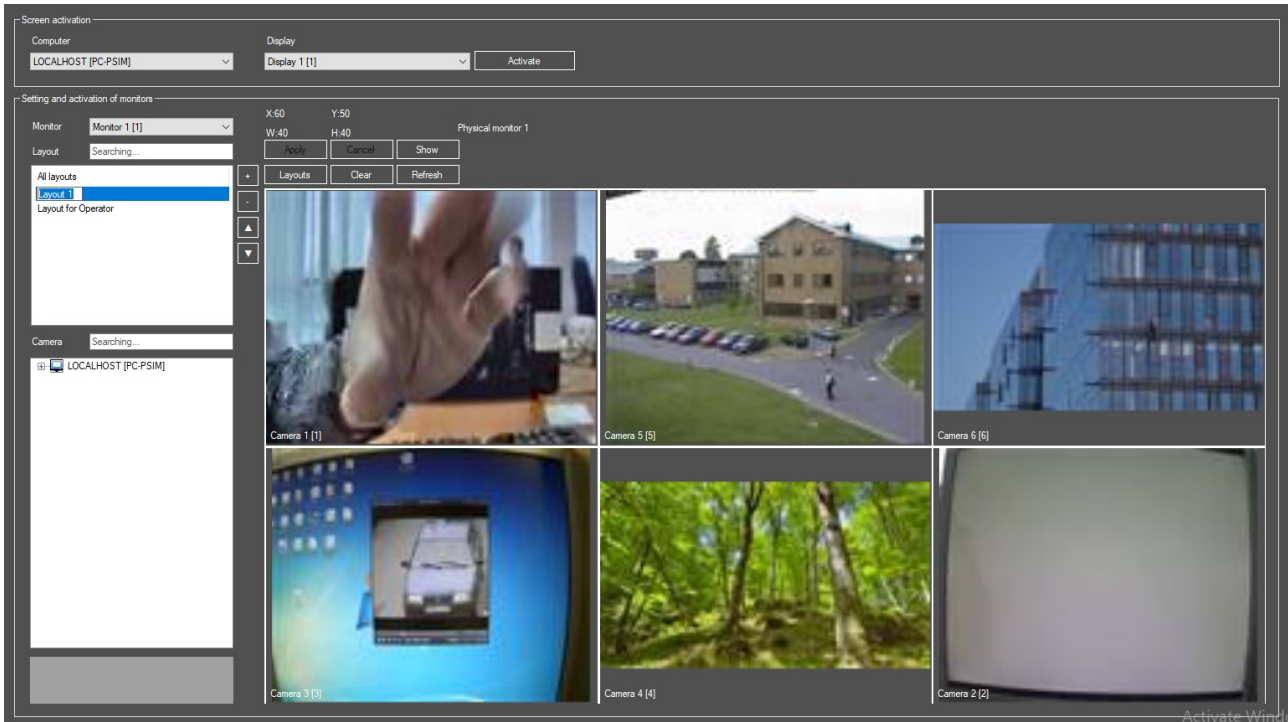 Screen activation
Computer
Display
LOCALHOST [PC-PSIM]
Display 1 [1]
Activate
Setting and activation of monitors
Monitor
Monitor 1 [1]
X:60
Y:50
W:40
H:40
Physical monitor 1
Layout
Searching...
Apply
Cancel
Show
Layouts
Clear
Refresh
All layouts
Layout 1
Layout for Operator
+
-
Camera
Searching...
LOCALHOST [PC-PSIM]
Camera 1 [1]
Camera 5 [5]
Camera 6 [6]
Camera 3 [3]
Camera 4 [4]
Camera 2 [2]
Activate